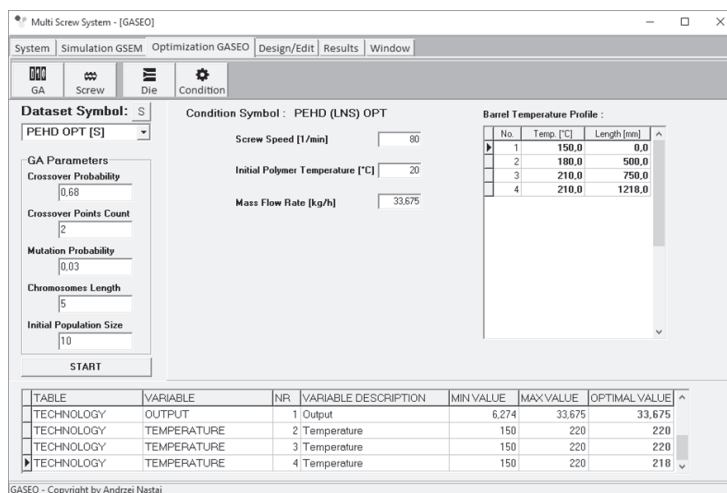 Multi Screw System - [GASEO]
System Simulation GSEM Optimization GASEO Design/Edit Results Window
GA Screw Die Condition
Dataset Symbol: S
PEHD OPT [S]
GA Parameters
Crossover Probability
0,68
Crossover Points Count
2
Mutation Probability
0,03
Chromosomes Length
5
Initial Population Size
10
START
Condition Symbol : PEHD (LNS) OPT
Screw Speed [1/min] 80
Initial Polymer Temperature [°C] 20
Mass Flow Rate [kg/h] 33,675
Barrel Temperature Profile :
No. Temp. [°C] Length [mm]
1 150,0 0,0
2 180,0 500,0
3 210,0 750,0
4 210,0 1218,0
TABLE VARIABLE NR VARIABLE DESCRIPTION MIN VALUE MAX VALUE OPTIMAL VALUE
TECHNOLOGY OUTPUT 1 Output 6,274 33,675 33,675
TECHNOLOGY TEMPERATURE 2 Temperature 150 220 220
TECHNOLOGY TEMPERATURE 3 Temperature 150 220 220
TECHNOLOGY TEMPERATURE 4 Temperature 150 220 218
GASEO - Copyright by Andrzej Nastaj